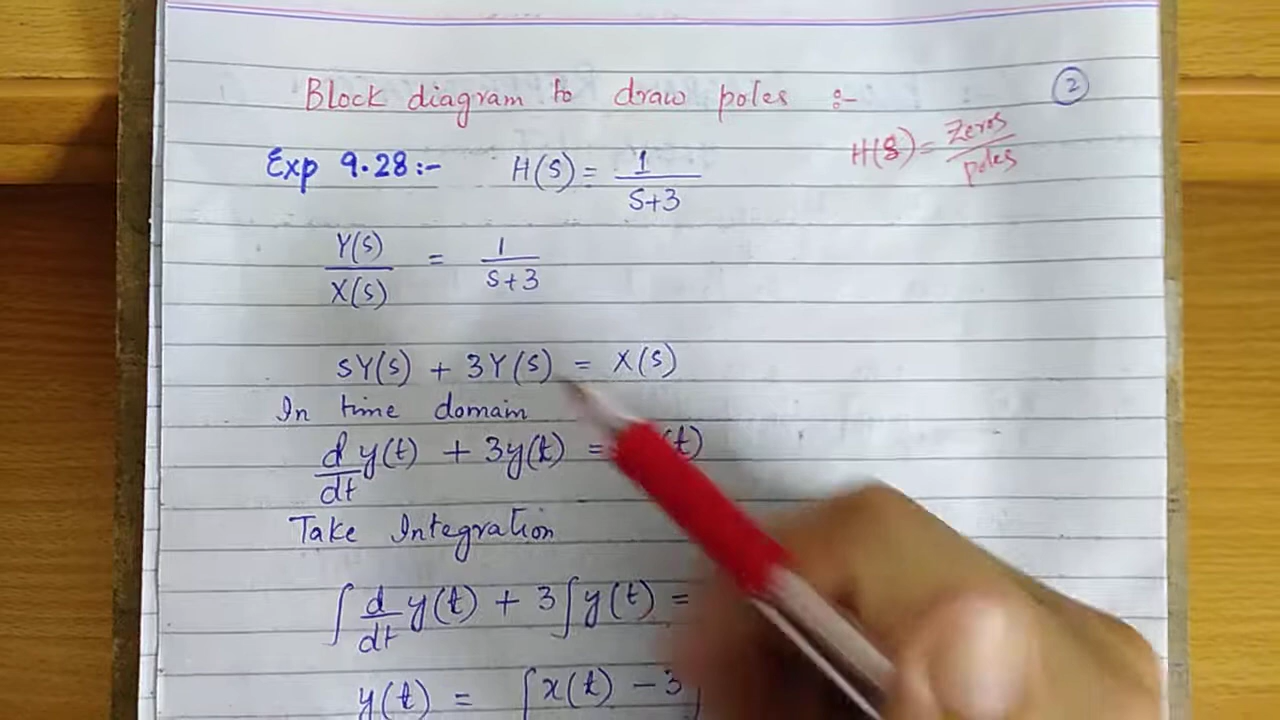 Block diagram to draw poles :-
2
H(s) = Zeros / poles
Exp 9.28:- H(s) = 1 / S+3
Y(s) / X(s) = 1 / S+3
sY(s) + 3Y(s) = X(s)
In time domain
d/dt y(t) + 3y(t) = (t)
Take Integration
∫ d/dt y(t) + 3∫y(t) =
y(t) = ∫x(t) - 3